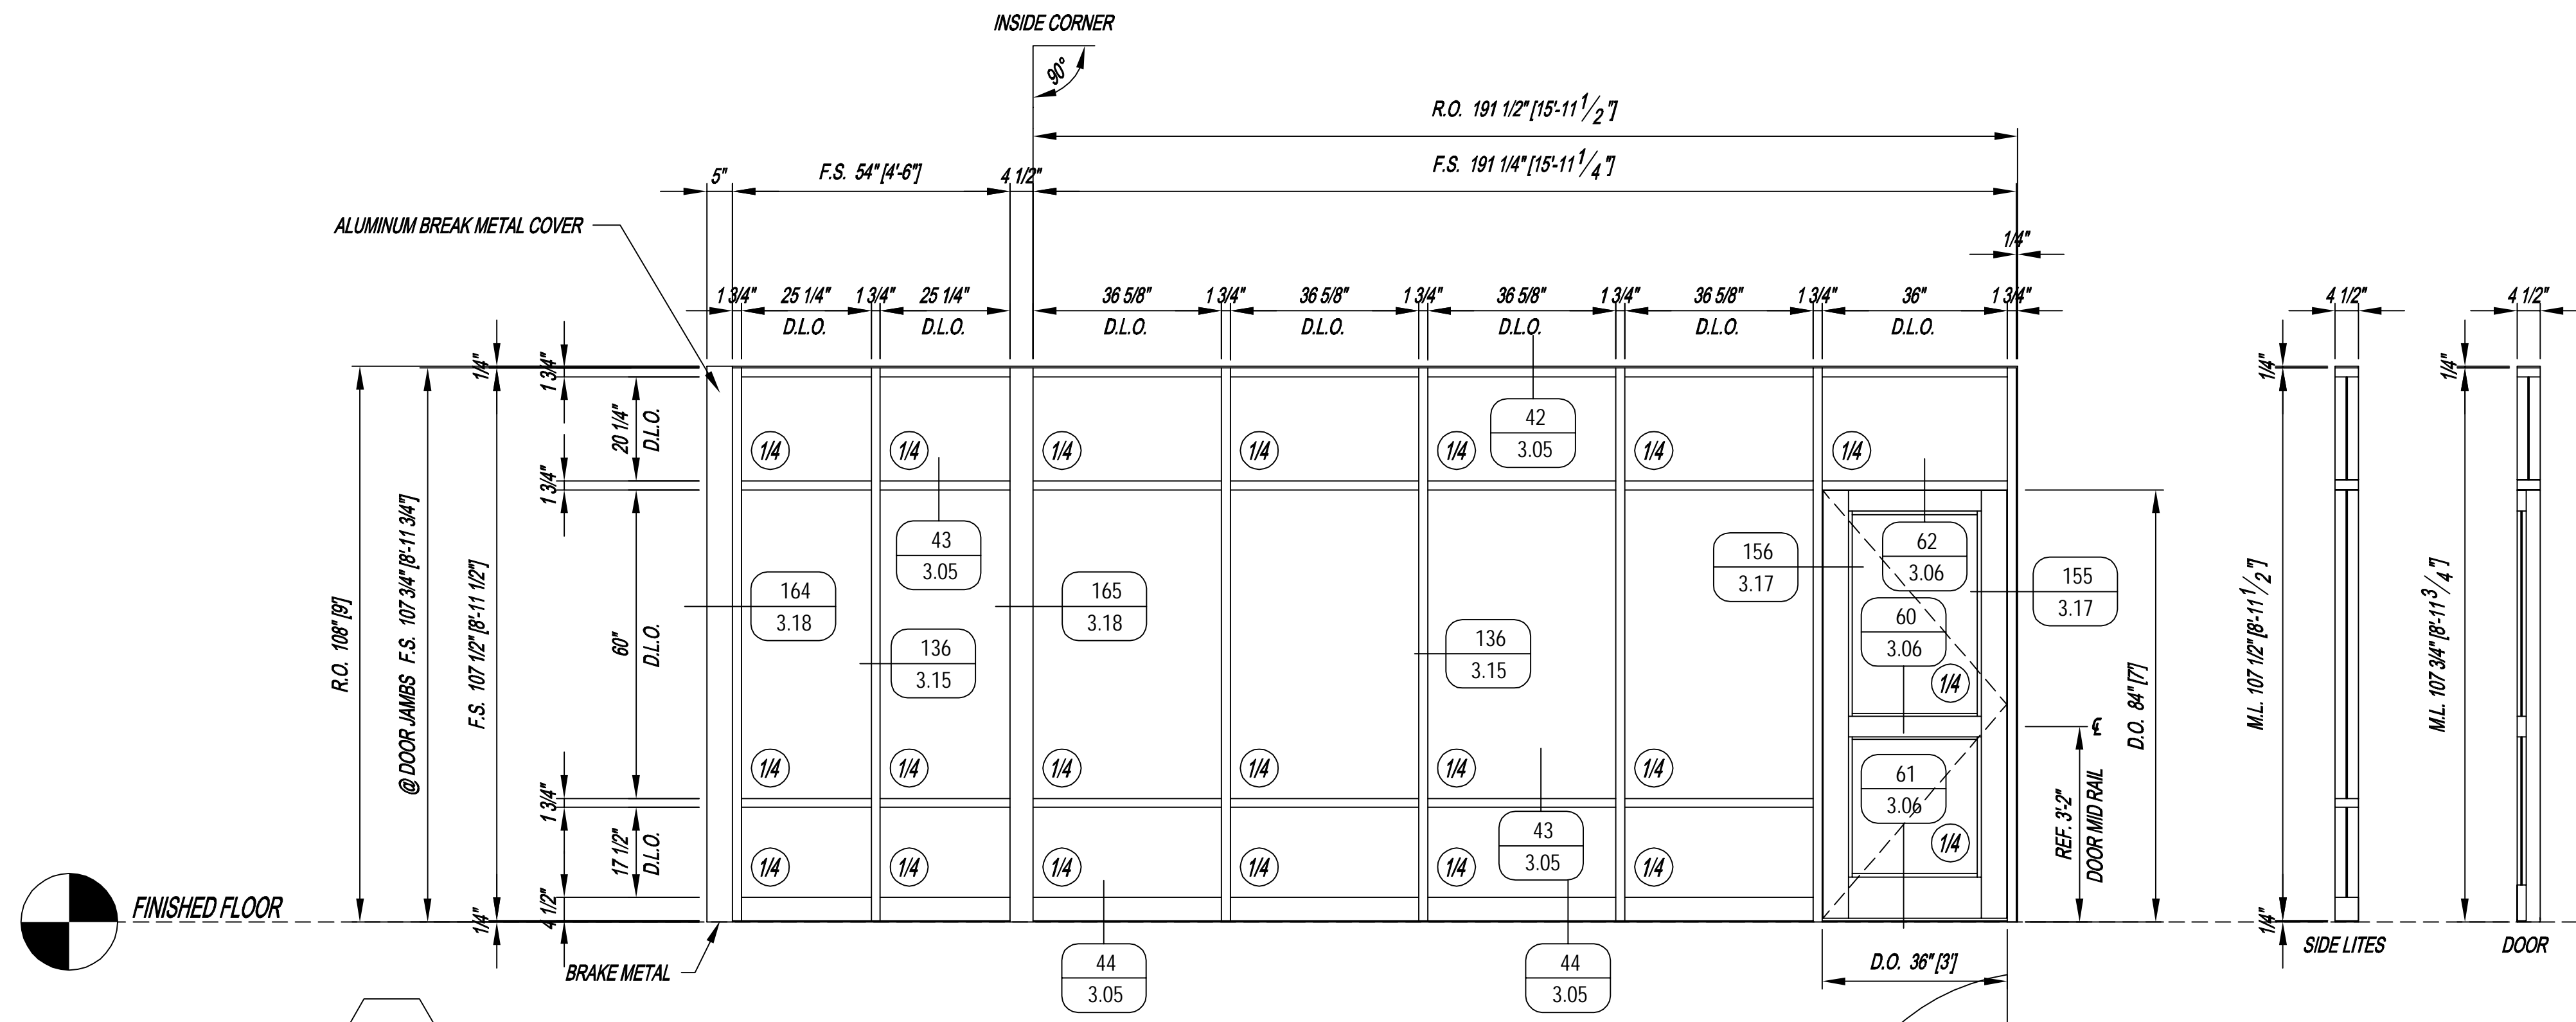 INSIDE CORNER
90°
R.O. 191 1/2" [15'-11 1/2"]
5"
F.S. 54" [4'-6"]
4 1/2"
F.S. 191 1/4" [15'-11 1/4"]
ALUMINUM BREAK METAL COVER
1/4"
1 3/4"
25 1/4"
1 3/4"
25 1/4"
36 5/8"
1 3/4"
36 5/8"
1 3/4"
36 5/8"
1 3/4"
36 5/8"
1 3/4"
36"
1 3/4"
4 1/2"
4 1/2"
D.L.O.
D.L.O.
D.L.O.
D.L.O.
D.L.O.
D.L.O.
D.L.O.
1/4"
1 3/4"
1/4"
1/4"
20 1/4"
D.L.O.
42
3.05
1/4
1/4
1/4
1/4
1/4
1/4
1/4
1 3/4"
R.O. 108" [9']
@ DOOR JAMBS F.S. 107 3/4" [8'-11 3/4"]
F.S. 107 1/2" [8'-11 1/2"]
60"
D.L.O.
43
3.05
156
3.17
62
3.06
155
3.17
164
3.18
165
3.18
60
3.06
136
3.15
136
3.15
1/4
D.O. 84" [7']
M.L. 107 1/2" [8'-11 1/2"]
M.L. 107 3/4" [8'-11 3/4"]
℄
1/4
1/4
1/4
1/4
1/4
1/4
61
3.06
REF. 3'-2"
DOOR MID RAIL
1 3/4"
17 1/2"
D.L.O.
43
3.05
1/4
1/4
1/4
1/4
1/4
1/4
1/4
FINISHED FLOOR
1/4"
4 1/2"
1/4"
BRAKE METAL
44
3.05
44
3.05
D.O. 36" [3']
SIDE LITES
DOOR